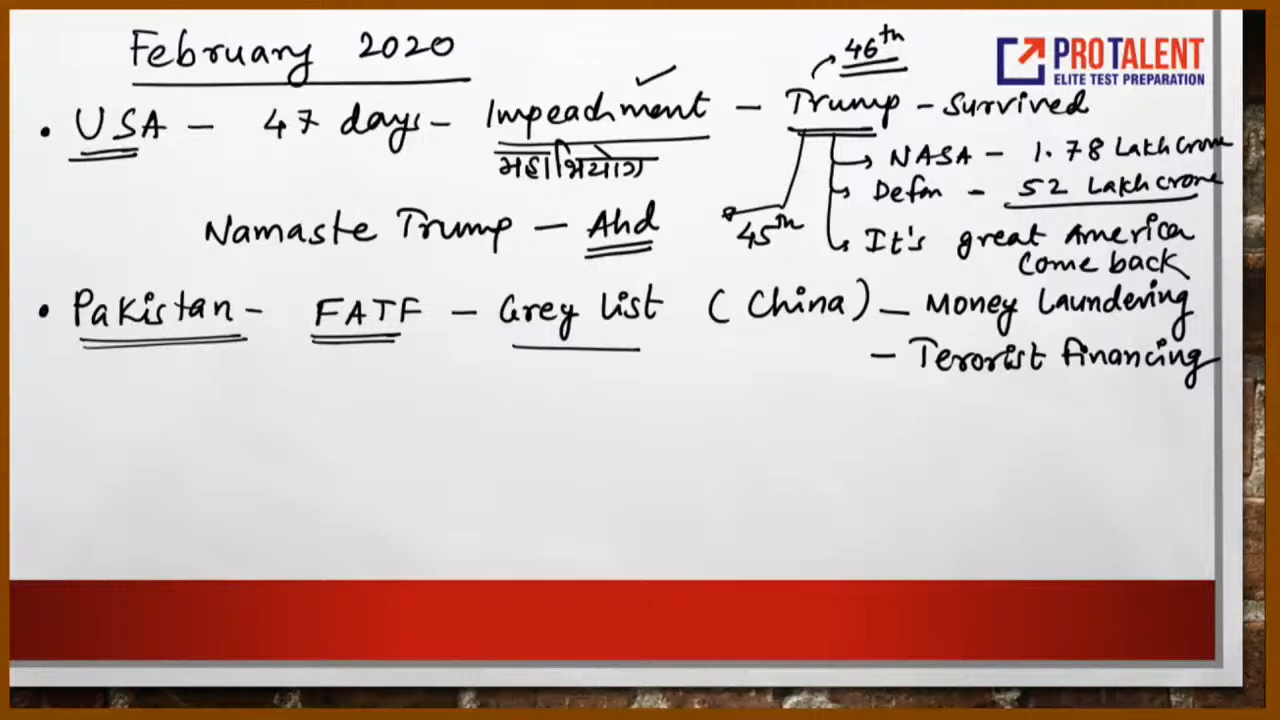 February 2020
46th
PROTALENT
ELITE TEST PREPARATION
• USA - 47 days - Impeachment - Trump - Survived
महाभियोग
NASA - 1.78 Lakh Crore
Defen - 52 Lakh crore
45th
It's great America
Come back
Namaste Trump - Ahd
• Pakistan - FATF - Grey List (China) - Money Laundering
- Terorist financing